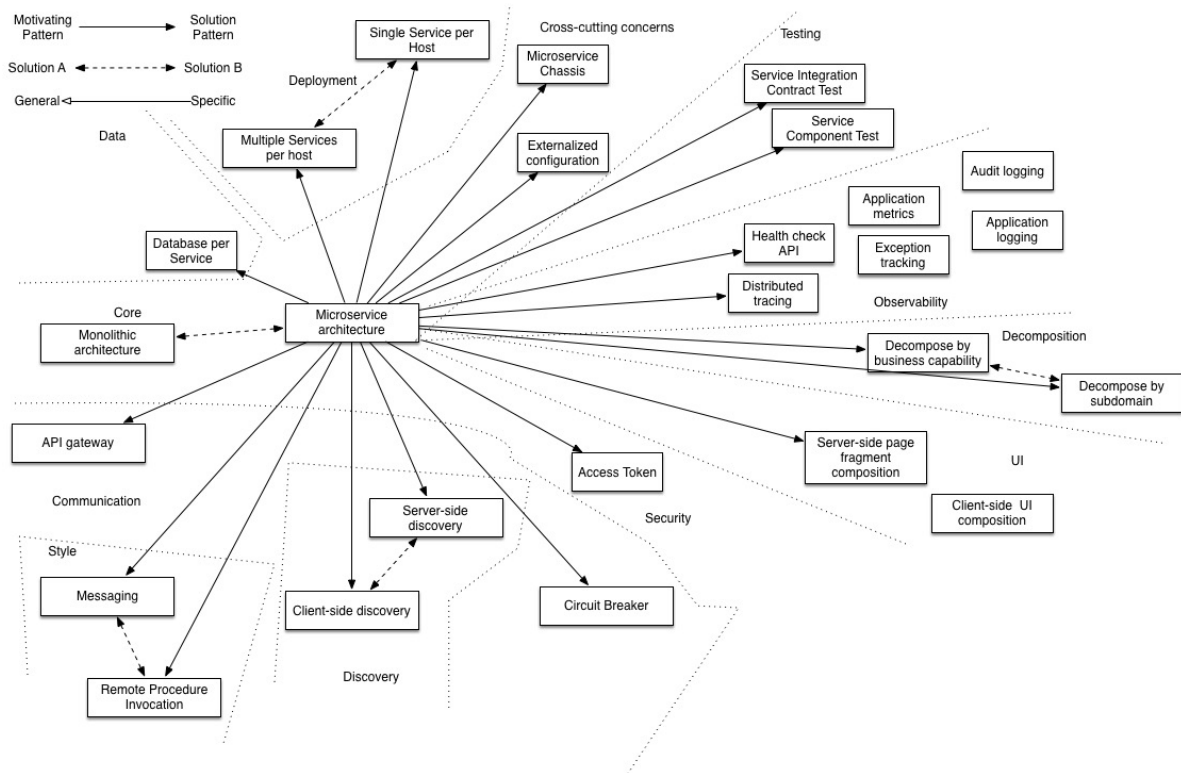 Motivating
Pattern
Solution
Pattern
Solution A
Solution B
General
Specific
Single Service per
Host
Deployment
Multiple Services
per host
Data
Database per
Service
Cross-cutting concerns
Microservice
Chassis
Externalized
configuration
Testing
Service Integration
Contract Test
Service
Component Test
Audit logging
Application
metrics
Application
logging
Health check
API
Exception
tracking
Distributed
tracing
Observability
Core
Monolithic
architecture
Microservice
architecture
Decomposition
Decompose by
business capability
Decompose by
subdomain
API gateway
Server-side page
fragment
composition
UI
Client-side UI
composition
Access Token
Security
Communication
Server-side
discovery
Style
Messaging
Client-side discovery
Circuit Breaker
Discovery
Remote Procedure
Invocation